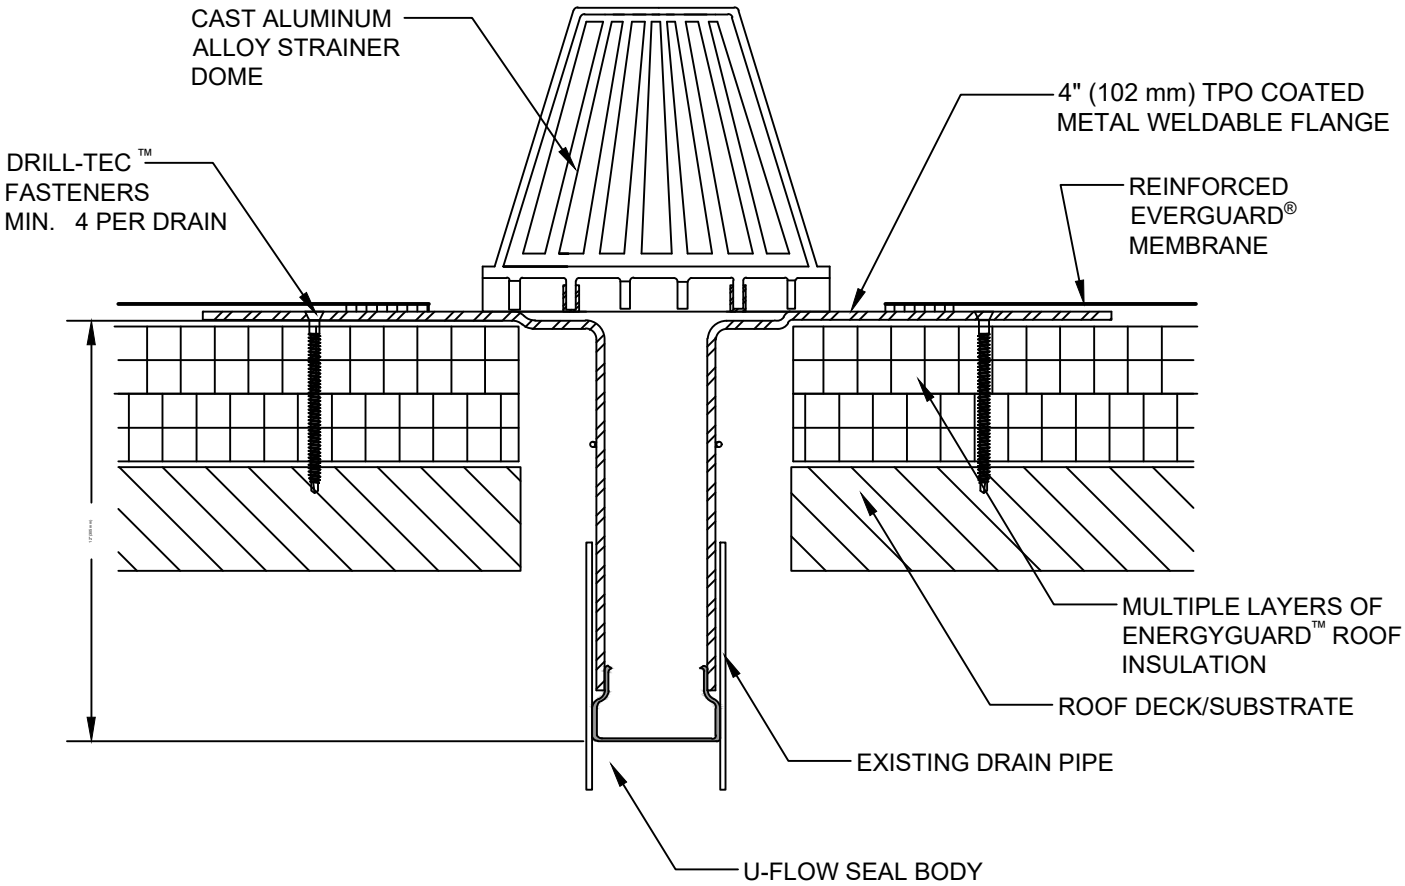 CAST ALUMINUM
ALLOY STRAINER
DOME
4" (102 mm) TPO COATED
METAL WELDABLE FLANGE
DRILL-TEC™
FASTENERS
MIN. 4 PER DRAIN
REINFORCED
EVERGUARD®
MEMBRANE
MULTIPLE LAYERS OF
ENERGYGUARD™ ROOF
INSULATION
ROOF DECK/SUBSTRATE
EXISTING DRAIN PIPE
U-FLOW SEAL BODY